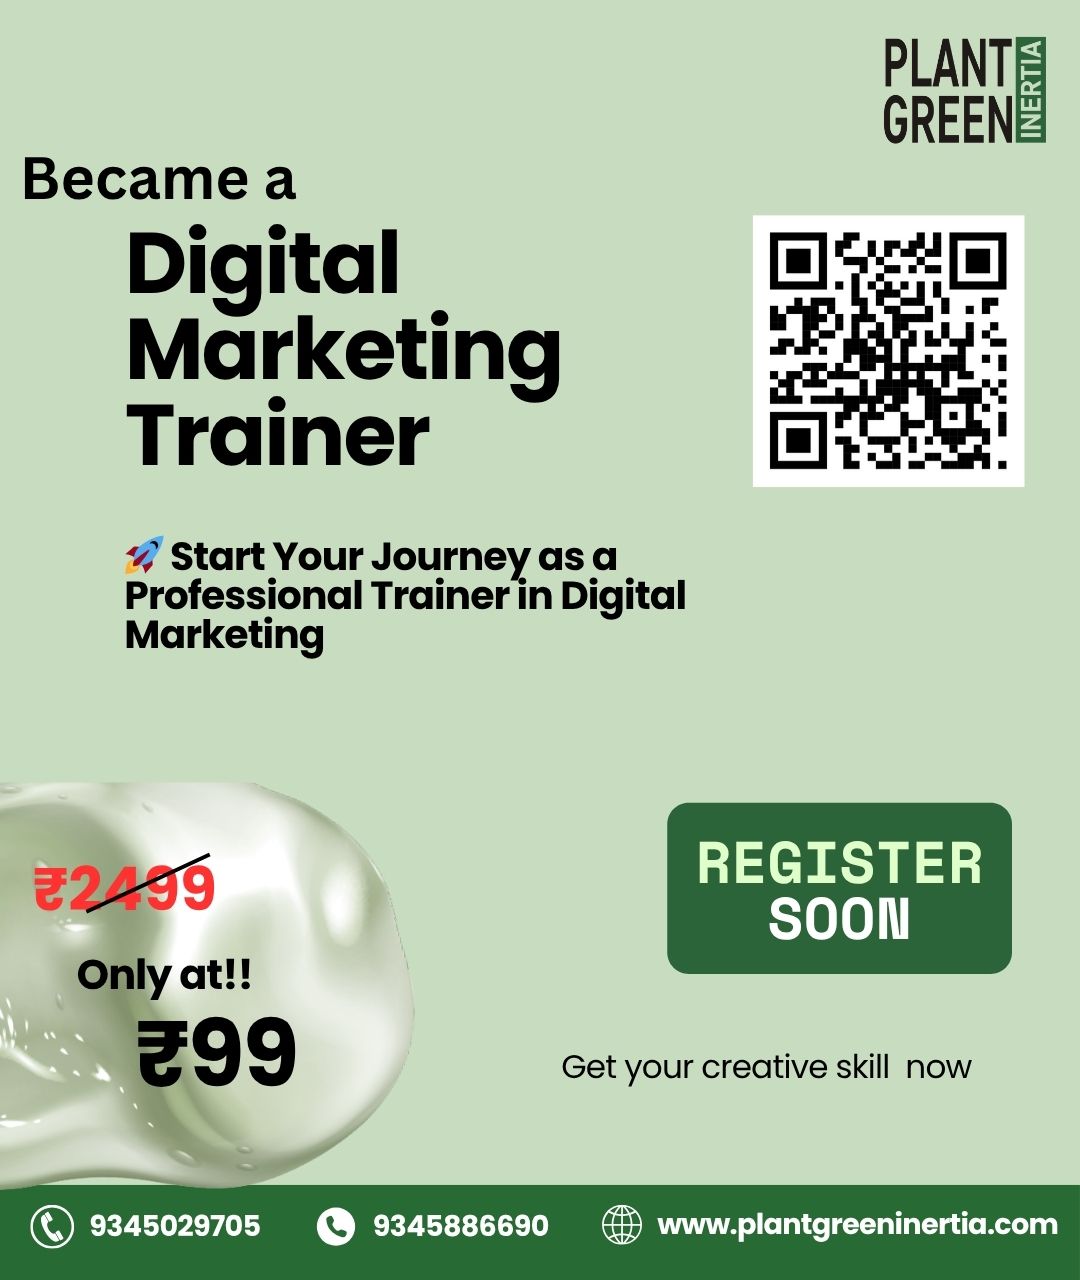 PLANT
GREEN
INERTIA
Became a
Digital
Marketing
Trainer
🚀 Start Your Journey as a
Professional Trainer in Digital
Marketing
₹2499
Only at!!
₹99
REGISTER
SOON
Get your creative skill now
9345029705
9345886690
www.plantgreeninertia.com